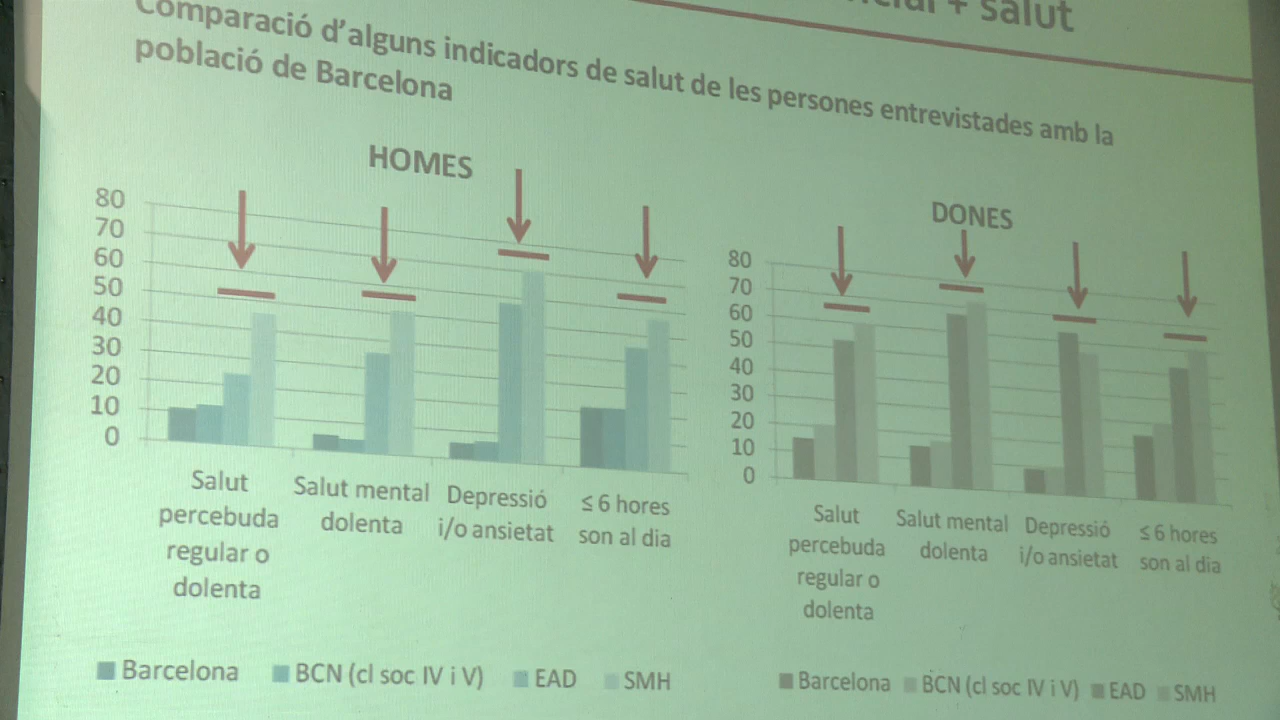 + salut
Comparació d'alguns indicadors de salut de les persones entrevistades amb la
població de Barcelona
HOMES
80
70
60
50
40
30
20
10
0
Salut
percebuda
regular o
dolenta
Salut mental
dolenta
Depressió
i/o ansietat
≤ 6 hores
son al dia
Barcelona
BCN (cl soc IV i V)
EAD
SMH
DONES
80
70
60
50
40
30
20
10
0
Salut
percebuda
regular o
dolenta
Salut mental
dolenta
Depressió
i/o ansietat
≤ 6 hores
son al dia
Barcelona
BCN (cl soc IV i V)
EAD
SMH